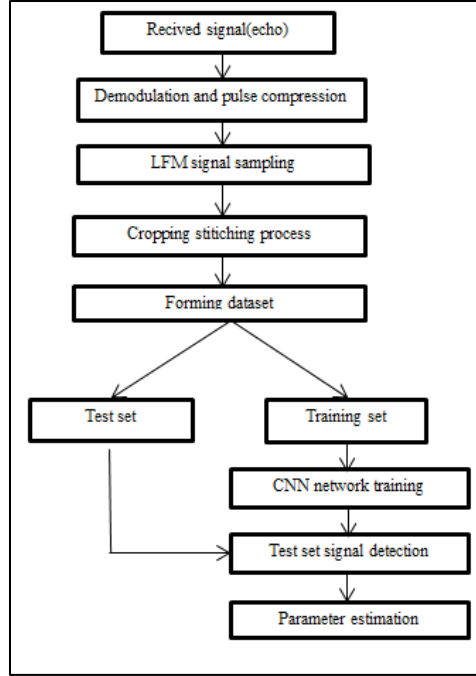 Recived signal(echo)
Demodulation and pulse compression
LFM signal sampling
Cropping stitiching process
Forming dataset
Test set
Training set
CNN network training
Test set signal detection
Parameter estimation